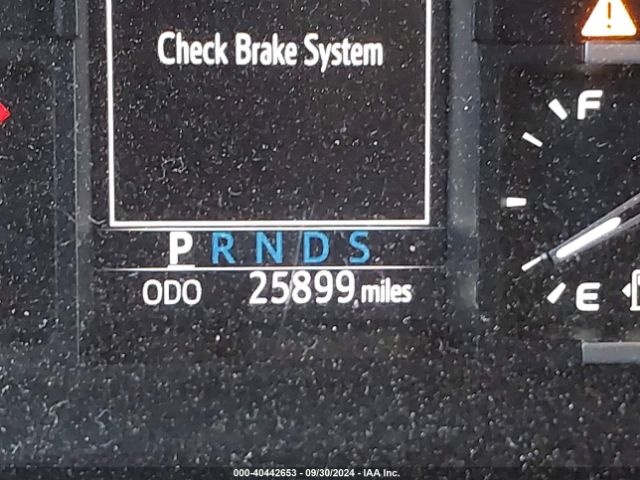 Check Brake System
F
P R N D S
ODO 25899 miles
E
000-40442653 - 09/30/2024 - IAA Inc.